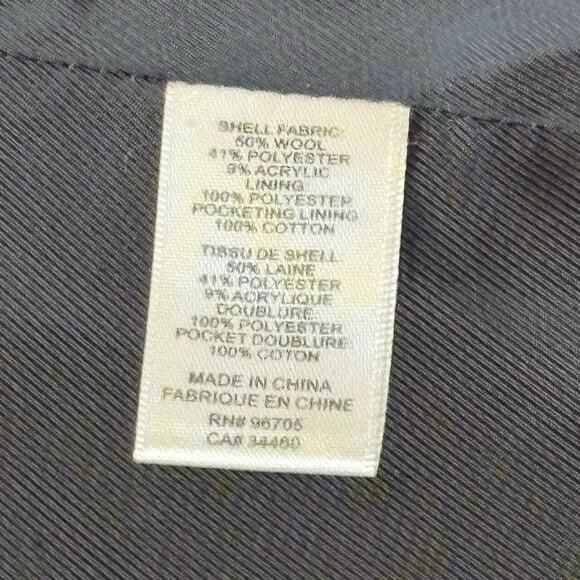 SHELL FABRIC:
50% WOOL
41% POLYESTER
9% ACRYLIC
LINING:
100% POLYESTER
POCKETING LINING
100% COTTON
TISSU DE SHELL
50% LAINE
41% POLYESTER
9% ACRYLIQUE
DOUBLURE:
100% POLYESTER
POCKET DOUBLURE:
100% COTON
MADE IN CHINA
FABRIQUE EN CHINE
RN# 96705
CA# 34460